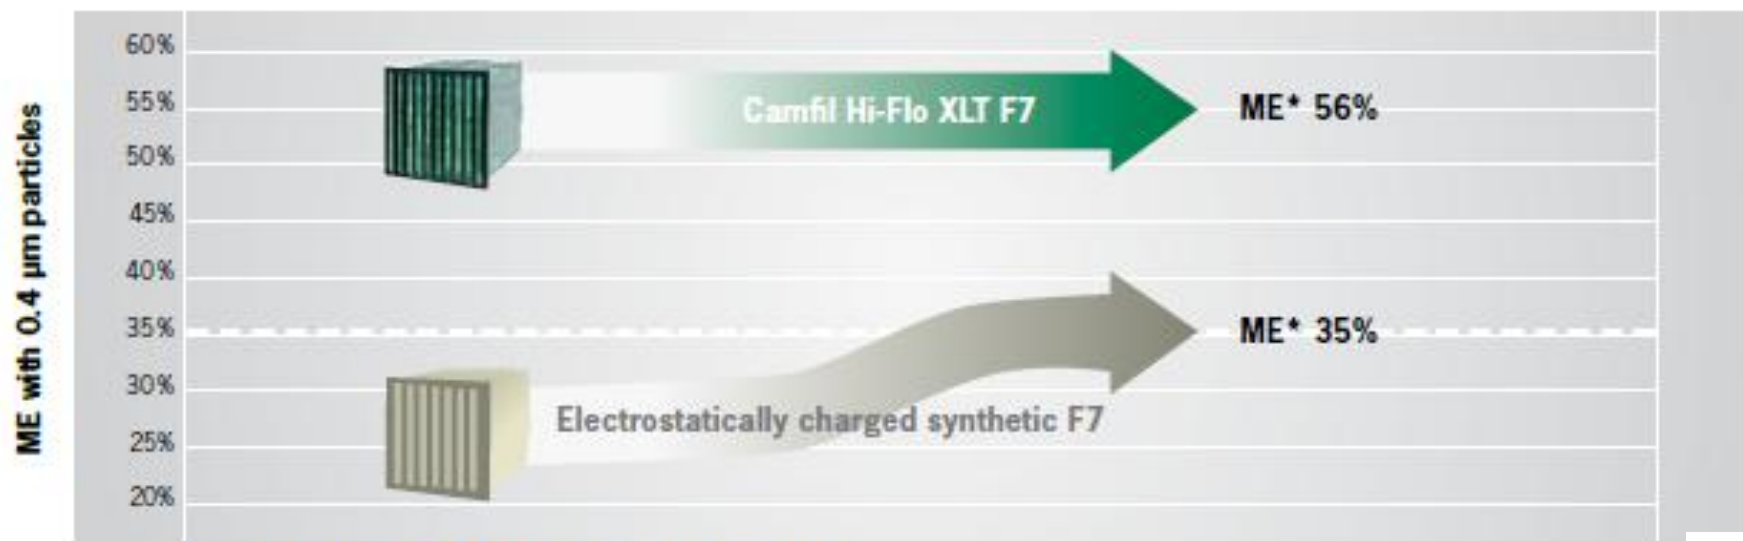 ME with 0.4 µm particles
60%
55%
50%
45%
40%
35%
30%
25%
20%
Camfil Hi-Flo XLT F7
ME* 56%
ME* 35%
Electrostatically charged synthetic F7